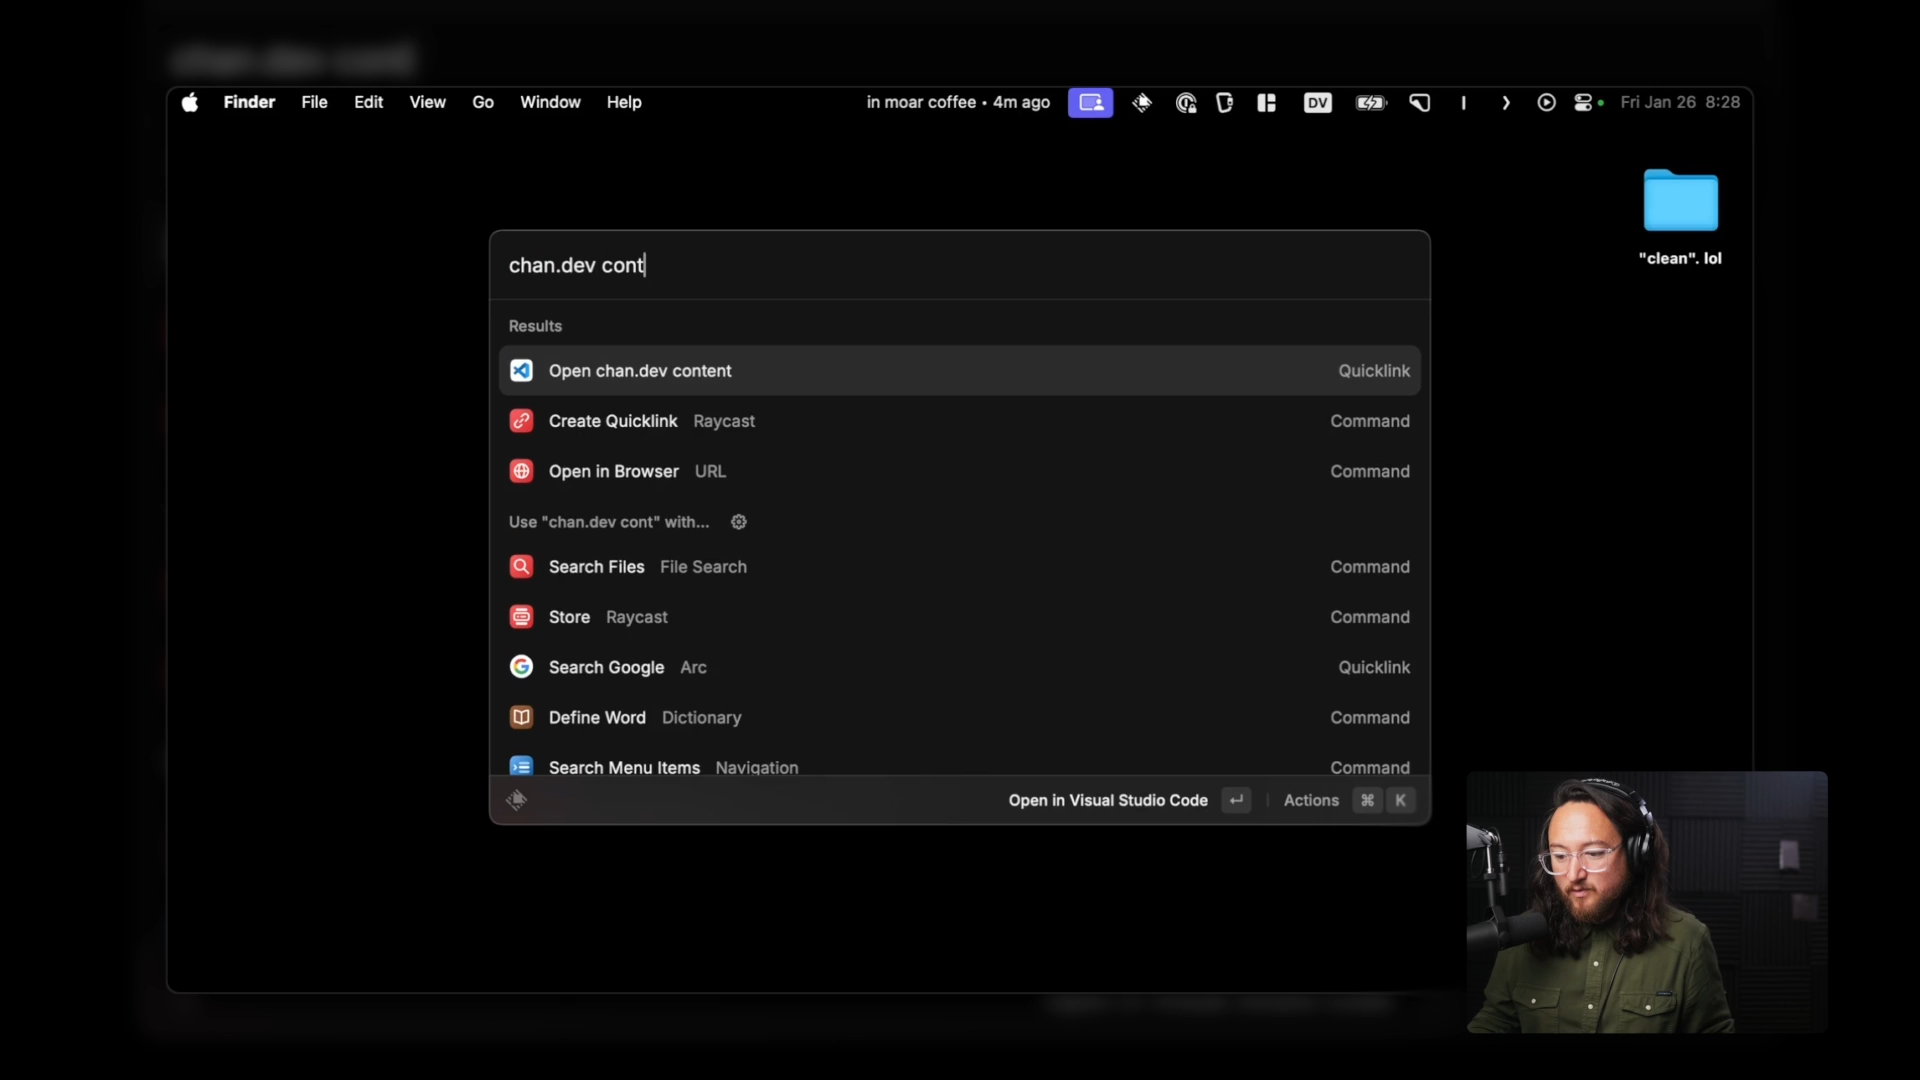 chan.dev cont
Finder File Edit View Go Window Help in moar coffee • 4m ago DV Fri Jan 26 8:28
"clean". lol
chan.dev cont
Results
Open chan.dev content Quicklink
Create Quicklink Raycast Command
Open in Browser URL Command
Use "chan.dev cont" with...
Search Files File Search Command
Store Raycast Command
Search Google Arc Quicklink
Define Word Dictionary Command
Search Menu Items Navigation Command
Open in Visual Studio Code ↵ Actions ⌘ K